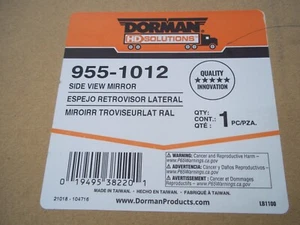 DORMAN
HD SOLUTIONS
955-1012
SIDE VIEW MIRROR
ESPEJO RETROVISOR LATERAL
MIROIRR TROVISEURLAT RAL
QUALITY
★★★★★
INNOVATION
QTY:
CONT.: 1 PC/PZA.
QTÉ :
WARNING: Cancer and Reproductive Harm –
www.P65Warnings.ca.gov
ADVERTENCIA: Cáncer y Daños Reproductivos –
www.P65Warnings.ca.gov
AVERTISSEMENT: Cancer et Dommages
Reproductifs – www.P65Warnings.ca.gov
0 19495 38220 1
MADE IN TAIWAN. - HECHO EN TAIWAN. - FABRIQUÉ A TAIWAN.
21018 - 104716
www.DormanProducts.com
LB1100